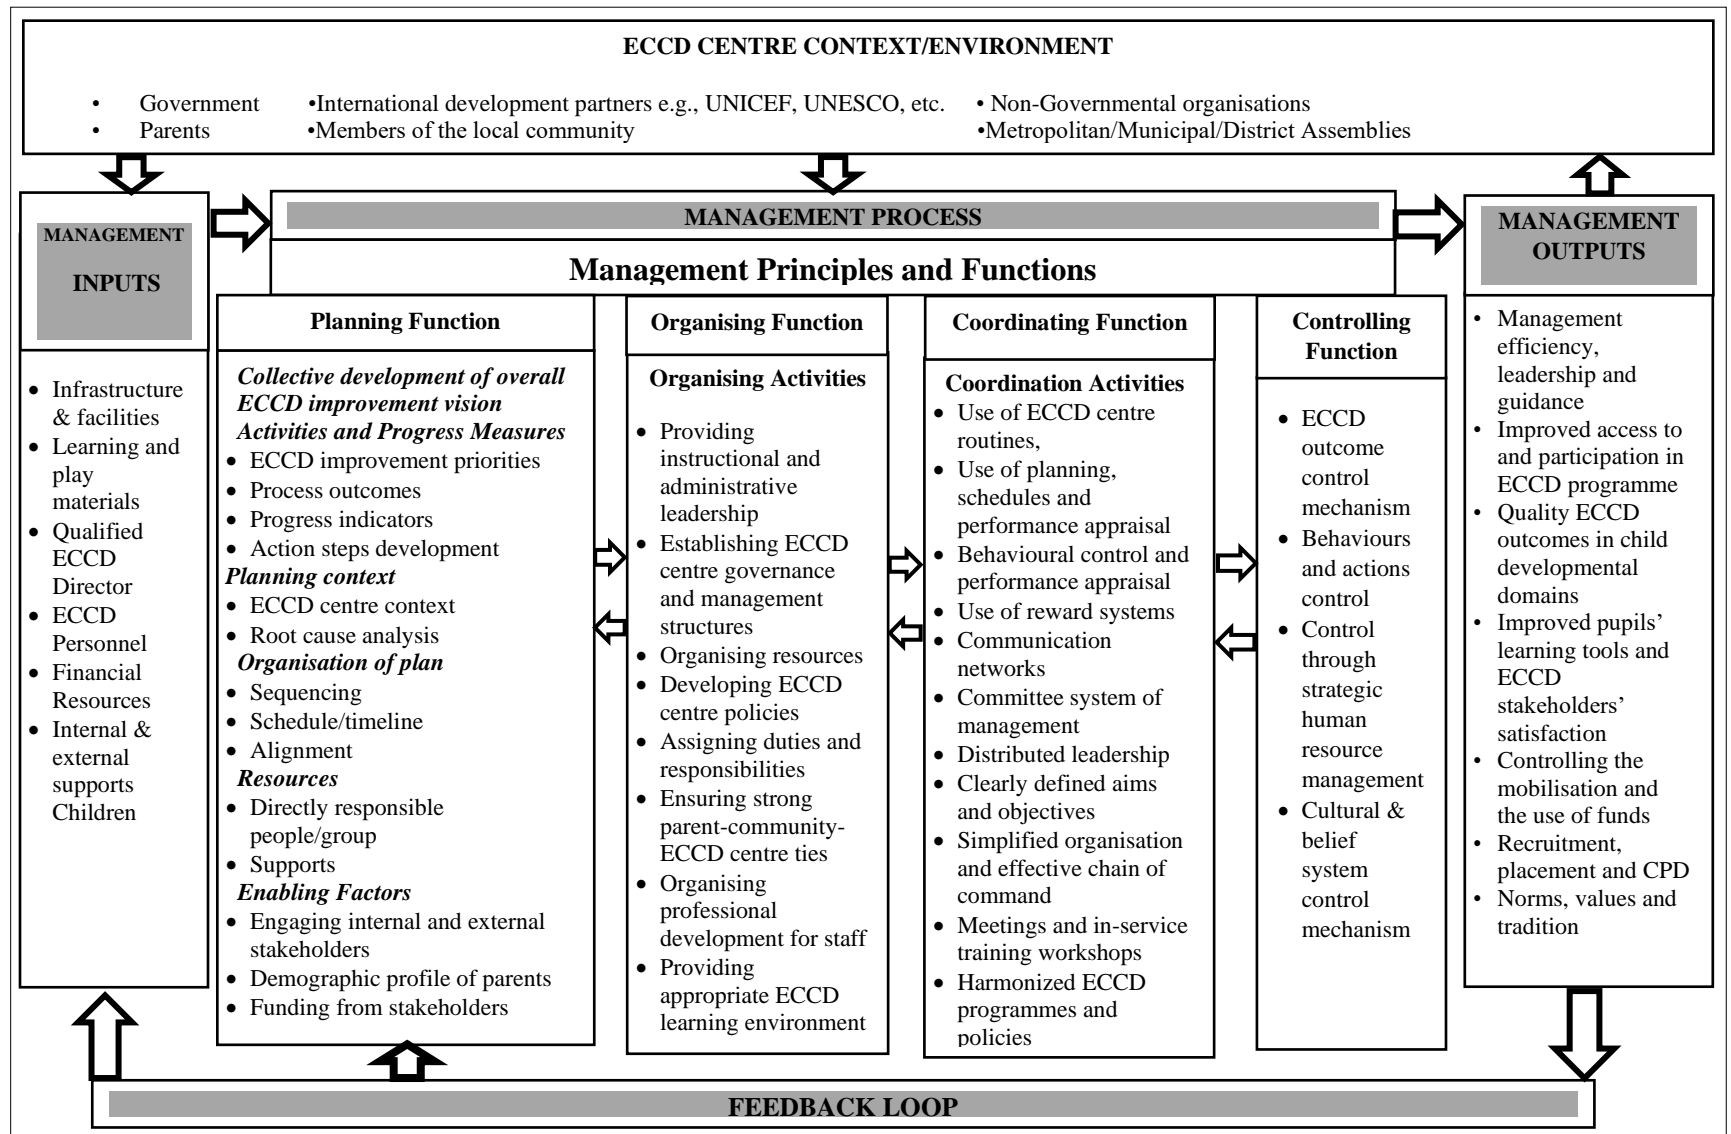 ECCD CENTRE CONTEXT/ENVIRONMENT
• Government •International development partners e.g., UNICEF, UNESCO, etc. • Non-Governmental organisations
• Parents •Members of the local community •Metropolitan/Municipal/District Assemblies
MANAGEMENT
INPUTS
• Infrastructure
& facilities
• Learning and
play
materials
• Qualified
ECCD
Director
• ECCD
Personnel
• Financial
Resources
• Internal &
external
supports
Children
MANAGEMENT PROCESS
Management Principles and Functions
Planning Function
Collective development of overall
ECCD improvement vision
Activities and Progress Measures
• ECCD improvement priorities
• Process outcomes
• Progress indicators
• Action steps development
Planning context
• ECCD centre context
• Root cause analysis
Organisation of plan
• Sequencing
• Schedule/timeline
• Alignment
Resources
• Directly responsible
people/group
• Supports
Enabling Factors
• Engaging internal and external
stakeholders
• Demographic profile of parents
• Funding from stakeholders
Organising Function
Organising Activities
• Providing
instructional and
administrative
leadership
• Establishing ECCD
centre governance
and management
structures
• Organising resources
• Developing ECCD
centre policies
• Assigning duties and
responsibilities
• Ensuring strong
parent-community-
ECCD centre ties
• Organising
professional
development for staff
• Providing
appropriate ECCD
learning environment
Coordinating Function
Coordination Activities
• Use of ECCD centre
routines,
• Use of planning,
schedules and
performance appraisal
• Behavioural control and
performance appraisal
• Use of reward systems
• Communication
networks
• Committee system of
management
• Distributed leadership
• Clearly defined aims
and objectives
• Simplified organisation
and effective chain of
command
• Meetings and in-service
training workshops
• Harmonized ECCD
programmes and
policies
Controlling
Function
• ECCD
outcome
control
mechanism
• Behaviours
and actions
control
• Control
through
strategic
human
resource
management
• Cultural &
belief
system
control
mechanism
MANAGEMENT
OUTPUTS
• Management
efficiency,
leadership and
guidance
• Improved access to
and participation in
ECCD programme
• Quality ECCD
outcomes in child
developmental
domains
• Improved pupils’
learning tools and
ECCD
stakeholders’
satisfaction
• Controlling the
mobilisation and
the use of funds
• Recruitment,
placement and CPD
• Norms, values and
tradition
FEEDBACK LOOP